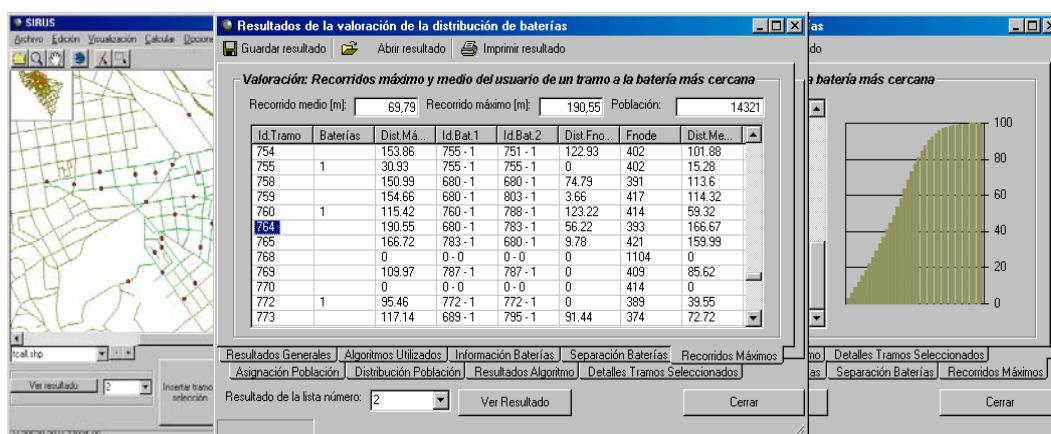 SIRUS
Archivo Edición Visualización Calcular Opcione
tcall.shp
Ver resultado 2
Insertar tramo
selección
Resultados de la valoración de la distribución de baterías
Guardar resultado Abrir resultado Imprimir resultado
Valoración: Recorridos máximo y medio del usuario de un tramo a la batería más cercana
Recorrido medio [m]: 69,79 Recorrido máximo [m]: 190,55 Población: 14321
Id.Tramo Baterías Dist.Má... Id.Bat.1 Id.Bat.2 Dist.Fno... Fnode Dist.Me...
754 153.86 755 - 1 751 - 1 122.93 402 101.88
755 1 30.93 755 - 1 755 - 1 0 402 15.28
758 150.99 680 - 1 680 - 1 74.79 391 113.6
759 154.66 680 - 1 803 - 1 3.66 417 114.32
760 1 115.42 760 - 1 788 - 1 123.22 414 59.32
764 190.55 680 - 1 783 - 1 56.22 393 166.67
765 166.72 783 - 1 680 - 1 9.78 421 159.99
768 0 0 - 0 0 - 0 0 1104 0
769 109.97 787 - 1 787 - 1 0 409 85.62
770 0 0 - 0 0 - 0 0 414 0
772 1 95.46 772 - 1 772 - 1 0 389 39.55
773 117.14 689 - 1 795 - 1 91.44 374 72.72
Resultados Generales Algoritmos Utilizados Información Baterías Separación Baterías Recorridos Máximos
Asignación Población Distribución Población Resultados Algoritmo Detalles Tramos Seleccionados
Resultado de la lista número: 2 Ver Resultado Cerrar
ías
do
a batería más cercana
100
80
60
40
20
0
mo Detalles Tramos Seleccionados
as Separación Baterías Recorridos Máximos
Cerrar